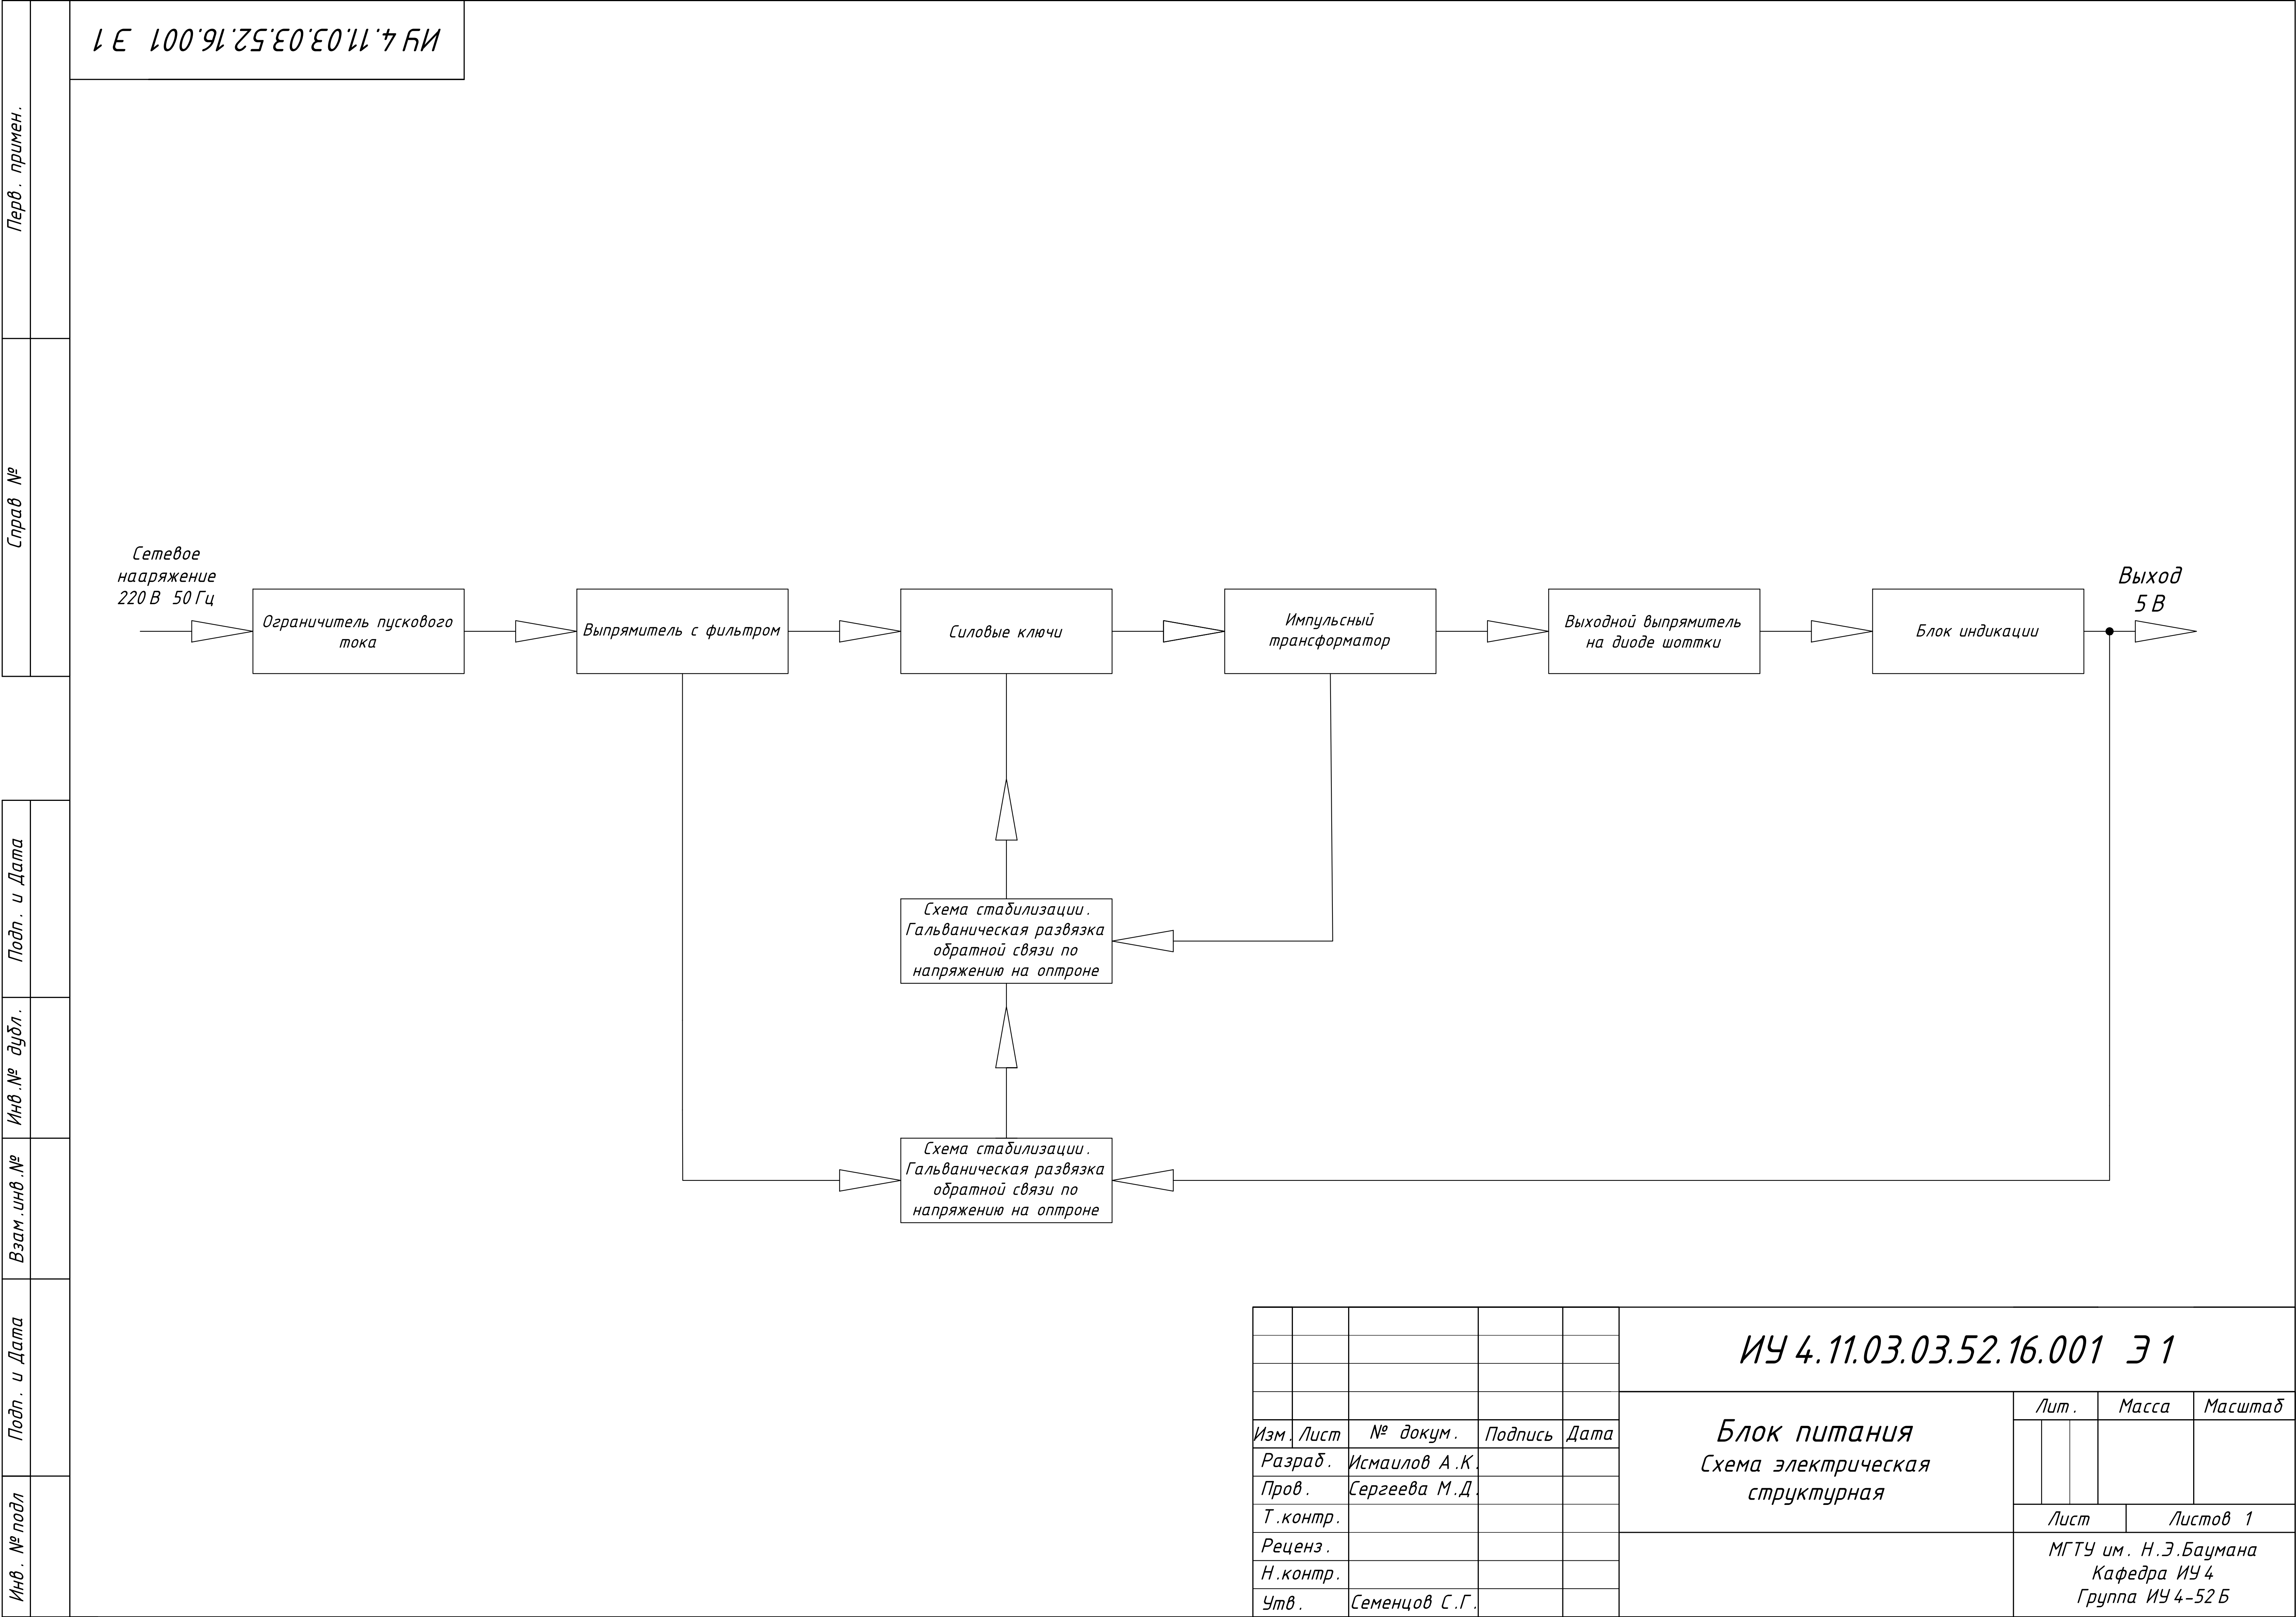 ИУ 4.11.03.03.52.16.001 Э 1
Перв. примен.
Справ №
Подп. и Дата
Инв.№ дубл.
Взам.инв.№
Подп. и Дата
Инв. № подл
Сетевое
нааряжение
220 В 50 Гц
Ограничитель пускового
тока
Выпрямитель с фильтром
Силовые ключи
Импульсный
трансформатор
Выходной выпрямитель
на диоде шоттки
Блок индикации
Выход
5 В
Схема стабилизации.
Гальваническая развязка
обратной связи по
напряжению на оптроне
Схема стабилизации.
Гальваническая развязка
обратной связи по
напряжению на оптроне
ИУ 4.11.03.03.52.16.001 Э 1
Изм. Лист № докум. Подпись Дата
Разраб. Исмаилов А.К.
Пров. Сергеева М.Д.
Т.контр.
Реценз.
Н.контр.
Утв. Семенцов С.Г.
Блок питания
Схема электрическая
структурная
Лит. Масса Масштаб
Лист Листов 1
МГТУ им. Н.Э.Баумана
Кафедра ИУ 4
Группа ИУ 4-52 Б